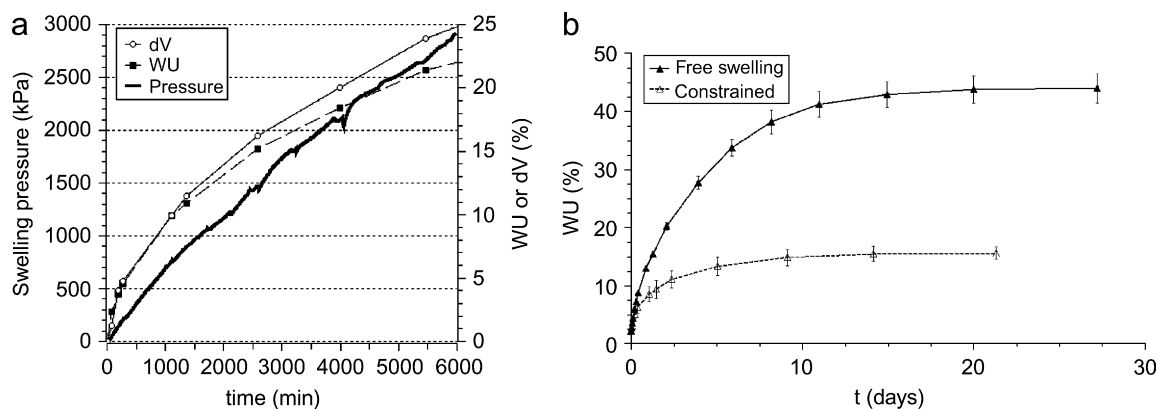 a
3000
2500
2000
1500
1000
500
0
Swelling pressure (kPa)
dV
WU
Pressure
25
20
15
10
5
0
WU or dV (%)
0 1000 2000 3000 4000 5000 6000
time (min)
b
50
40
30
20
10
0
WU (%)
Free swelling
Constrained
0 10 20 30
t (days)